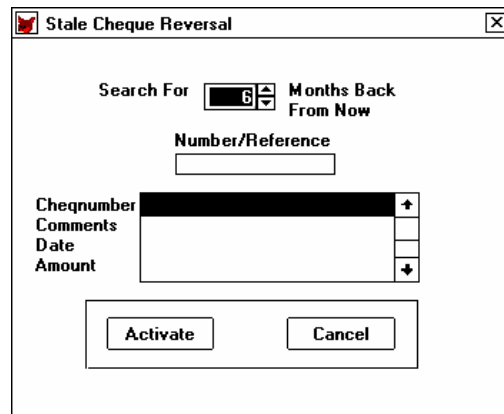 Stale Cheque Reversal
Search For 6 Months Back
From Now
Number/Reference
Cheqnumber
Comments
Date
Amount
Activate Cancel